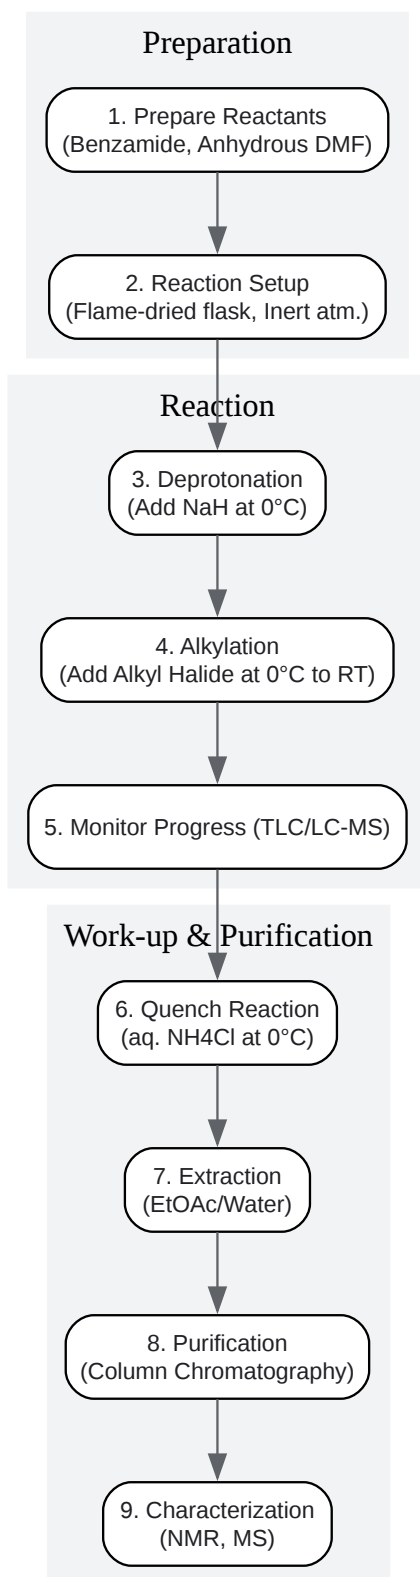 Preparation
1. Prepare Reactants
(Benzamide, Anhydrous DMF)
2. Reaction Setup
(Flame-dried flask, Inert atm.)
Reaction
3. Deprotonation
(Add NaH at 0°C)
4. Alkylation
(Add Alkyl Halide at 0°C to RT)
5. Monitor Progress (TLC/LC-MS)
Work-up & Purification
6. Quench Reaction
(aq. NH4Cl at 0°C)
7. Extraction
(EtOAc/Water)
8. Purification
(Column Chromatography)
9. Characterization
(NMR, MS)